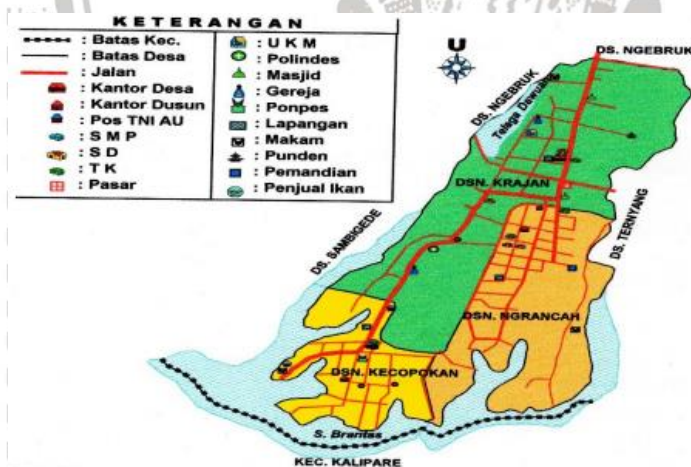 KETERANGAN
: Batas Kec.
: Batas Desa
: Jalan
: Kantor Desa
: Kantor Dusun
: Pos TNI AU
: S M P
: S D
: T K
: Pasar
: U K M
: Polindes
: Masjid
: Gereja
: Ponpes
: Lapangan
: Makam
: Punden
: Pemandian
: Penjual Ikan
U
DS. NGEBRUK
DS. NGEBRUK
Telaga Dewuade
DSN. KRAJAN
DS. TERNYANG
DS. SAMBIGEDE
DSN. NGRANCAH
DSN. KECOPOKAN
S. Brantas
KEC. KALIPARE